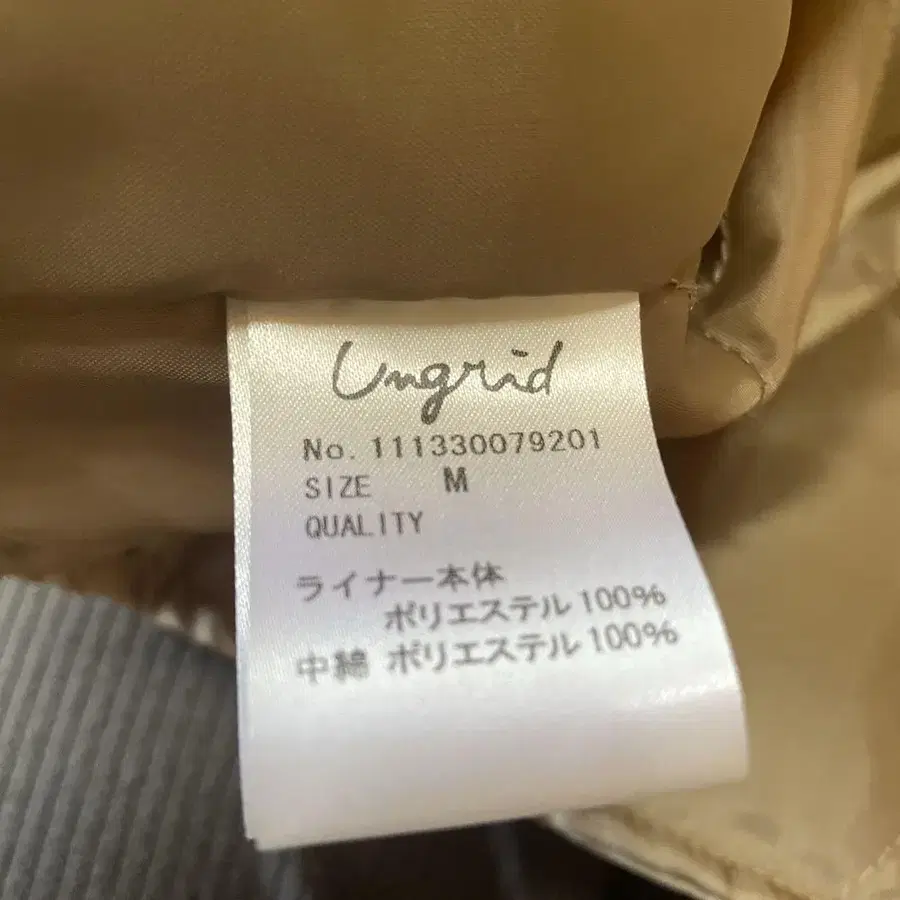 Ungrid
No. 111330079201
SIZE M
QUALITY
ライナー本体
ポリエステル 100%
中綿 ポリエステル 100%